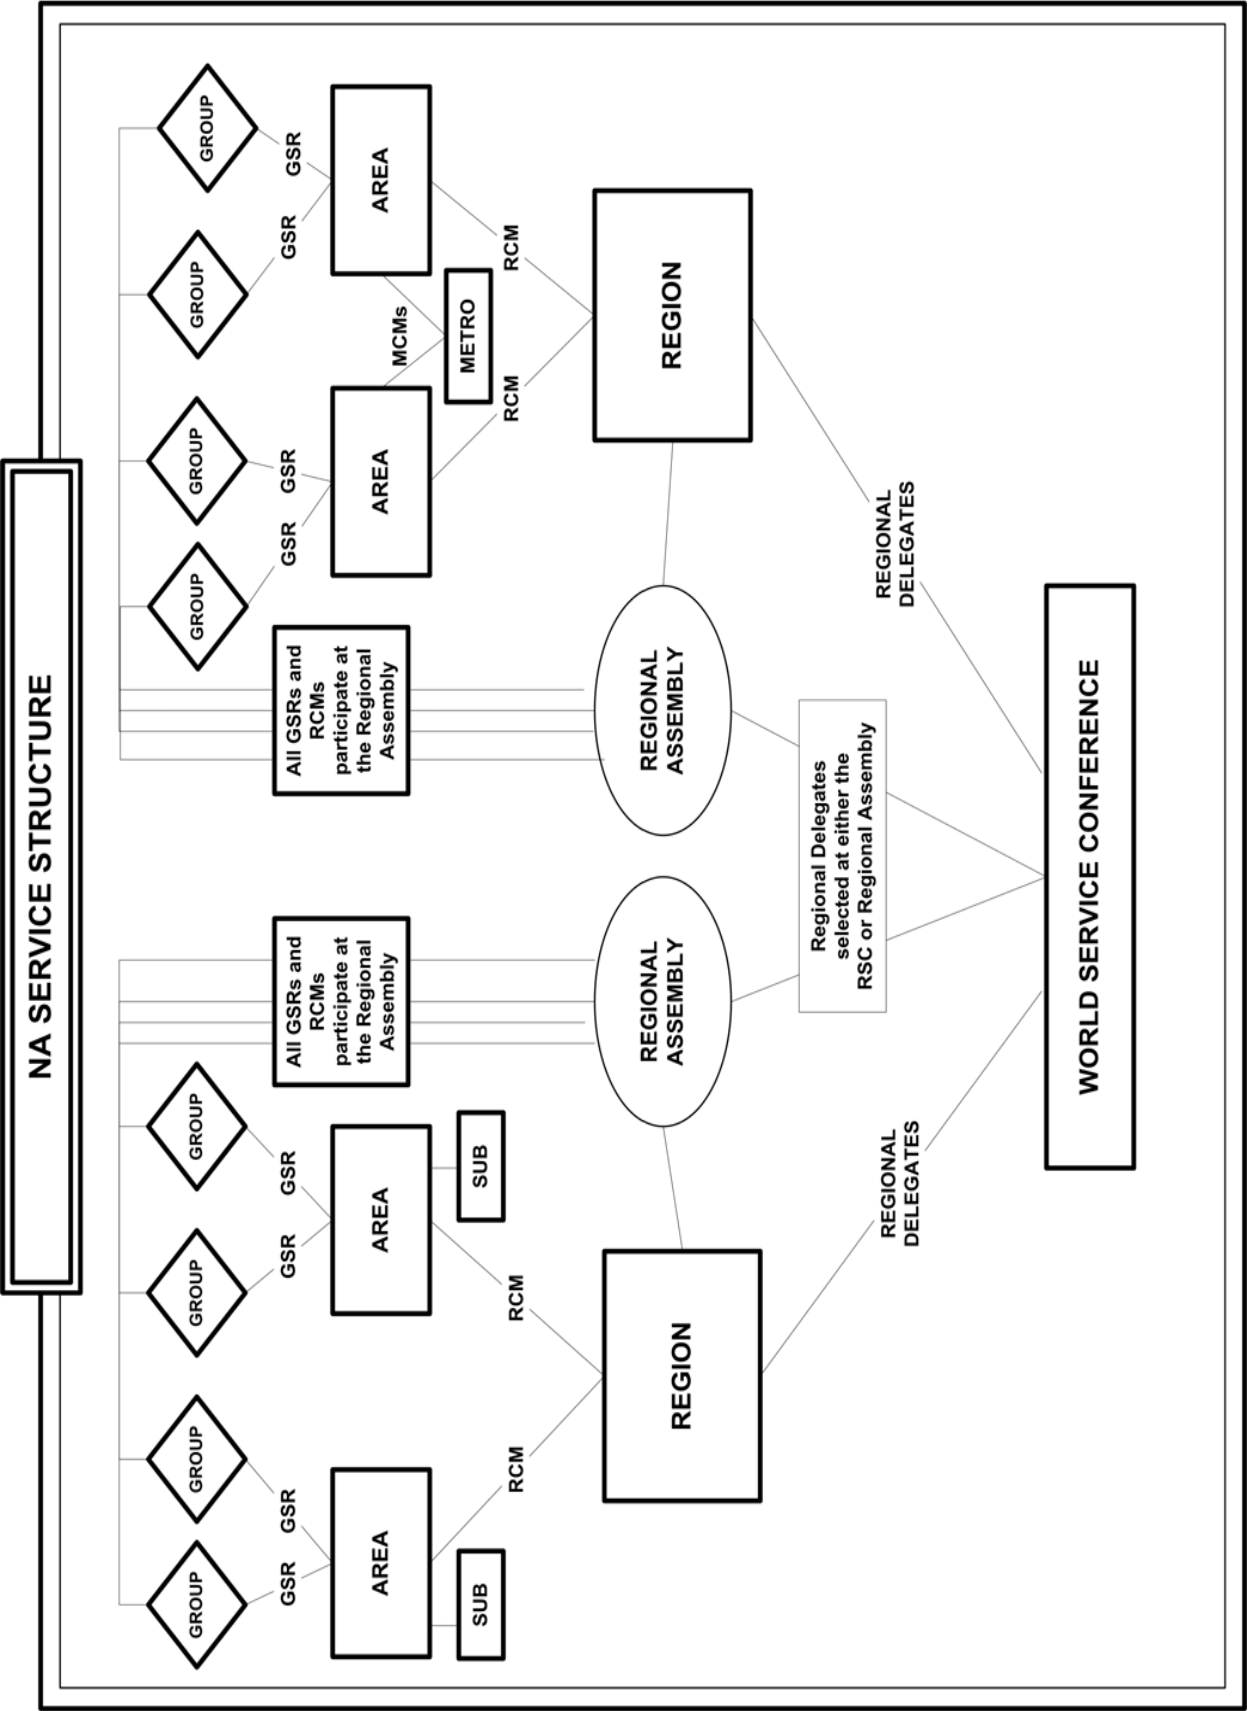 NA SERVICE STRUCTURE
GROUP
GROUP
GROUP
GROUP
GROUP
GROUP
GROUP
GROUP
GSR
GSR
GSR
GSR
GSR
GSR
GSR
GSR
All GSRs and
RCMs
participate at
the Regional
Assembly
All GSRs and
RCMs
participate at
the Regional
Assembly
AREA
AREA
AREA
AREA
MCMs
SUB
SUB
METRO
RCM
RCM
RCM
RCM
REGION
REGIONAL
ASSEMBLY
REGIONAL
ASSEMBLY
REGION
Regional Delegates
selected at either the
RSC or Regional Assembly
REGIONAL
DELEGATES
REGIONAL
DELEGATES
WORLD SERVICE CONFERENCE